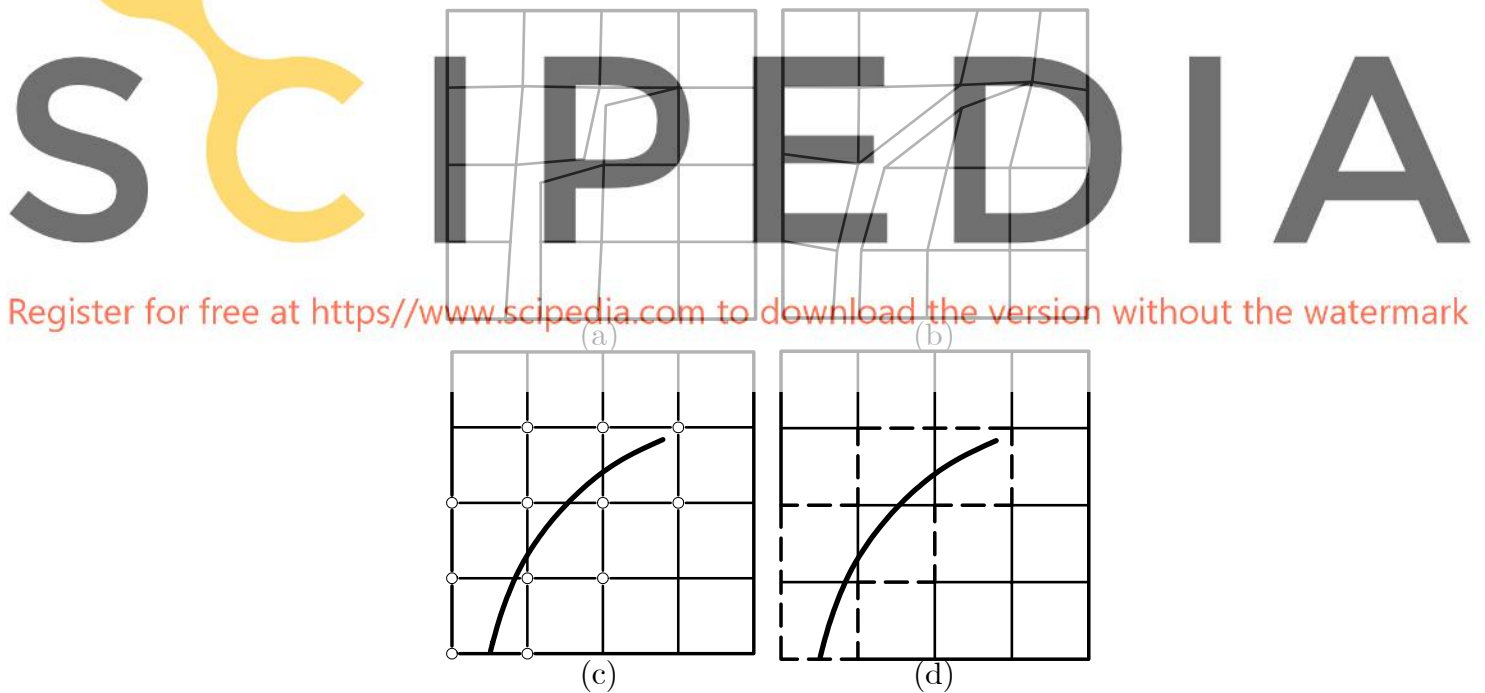 SCIPEDIA
Register for free at https//www.scipedia.com to download the version without the watermark
(a) (b)
(c) (d)